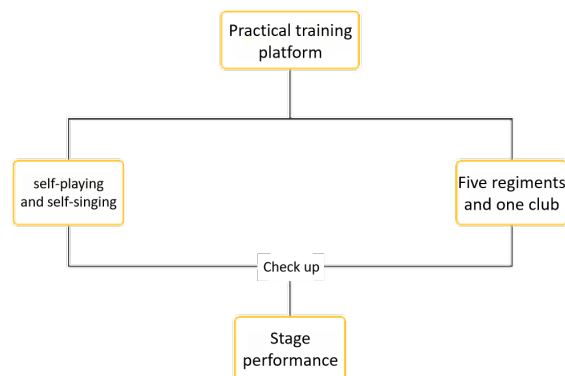 Practical training
platform
self-playing
and self-singing
Five regiments
and one club
Check up
Stage
performance